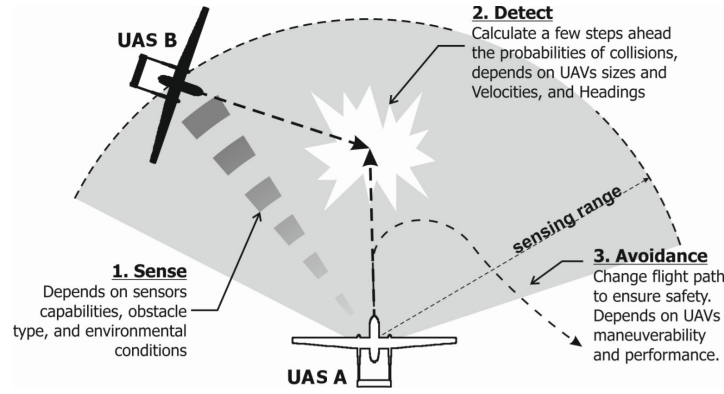 UAS B
2. Detect
Calculate a few steps ahead
the probabilities of collisions,
depends on UAVs sizes and
Velocities, and Headings
sensing range
1. Sense
Depends on sensors
capabilities, obstacle
type, and environmental
conditions
3. Avoidance
Change flight path
to ensure safety.
Depends on UAVs
maneuverability
and performance.
UAS A